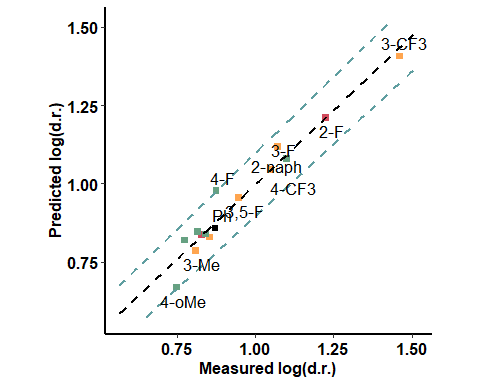 1.50
3-CF3
1.25
2-F
3-F
2-naph
4-F
4-CF3
1.00
Ph
3,5-F
3-Me
0.75
4-oMe
Predicted log(d.r.)
0.75 1.00 1.25 1.50
Measured log(d.r.)